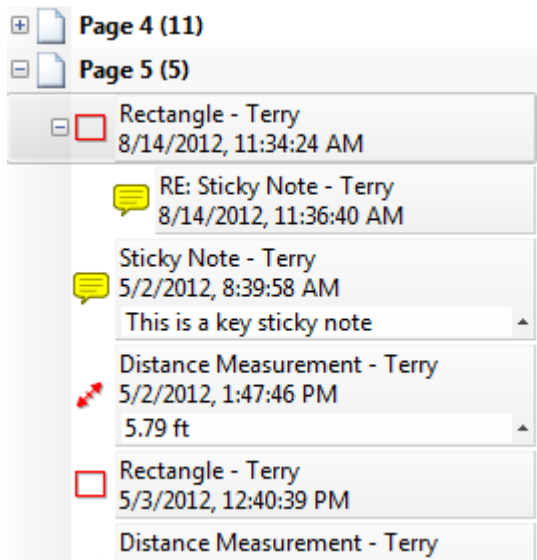 Page 4 (11)
Page 5 (5)
Rectangle - Terry
8/14/2012, 11:34:24 AM
RE: Sticky Note - Terry
8/14/2012, 11:36:40 AM
Sticky Note - Terry
5/2/2012, 8:39:58 AM
This is a key sticky note
Distance Measurement - Terry
5/2/2012, 1:47:46 PM
5.79 ft
Rectangle - Terry
5/3/2012, 12:40:39 PM
Distance Measurement - Terry